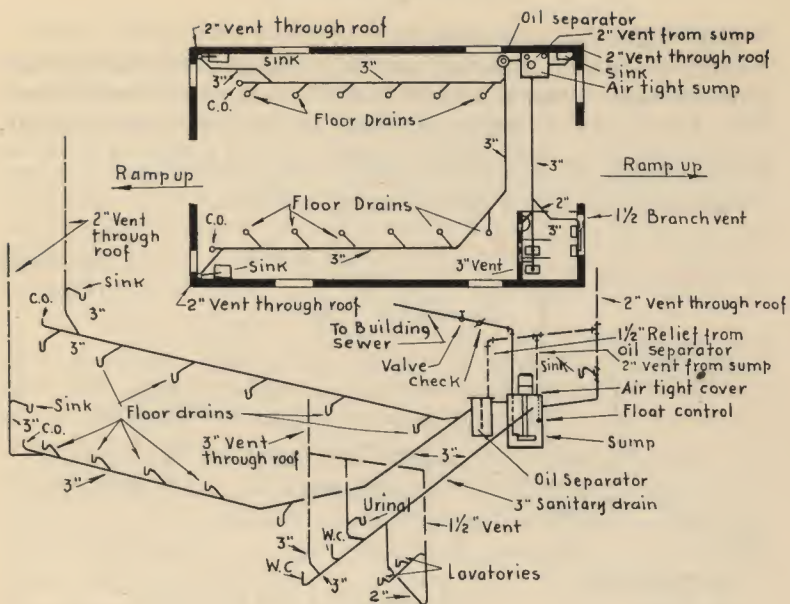 2" Vent through roof
Oil separator
2" Vent from sump
2" Vent through roof
Sink
Sink
Air tight sump
3"
3"
C.O.
Floor Drains
3"
3"
Ramp up
Ramp up
2" Vent
through
roof
Floor Drains
C.O.
2"
3"
1½ Branch vent
3"
Sink
3" Vent
Sink
2" Vent through roof
2" Vent through roof
C.O.
3"
3"
To Building
sewer
Valve
Check
1½" Relief from
oil separator
2" Vent from sump
Sink
Air tight cover
Float control
Sump
Floor drains
Sink
3"
C.O.
3" Vent
through roof
3"
3"
Oil Separator
3" Sanitary drain
Urinal
1½" Vent
W.C.
3"
W.C
3"
Lavatories
2"